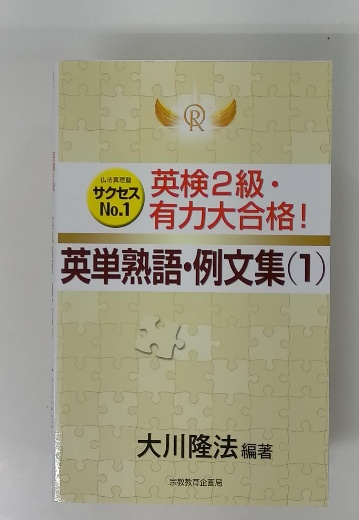 R
仏法真理塾
サクセス
No.1
英検2級・
有力大合格!
英単熟語・例文集(1)
大川隆法 編著
宗教教育企画局